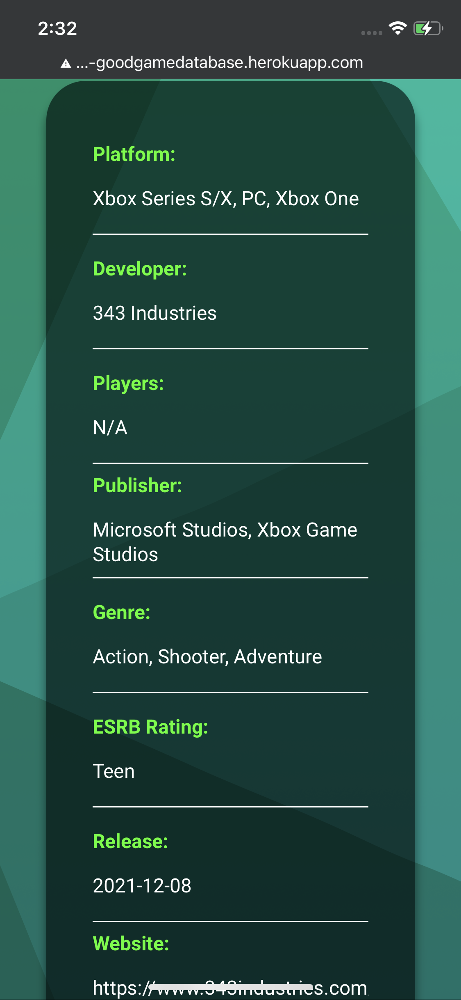 2:32
...-goodgamedatabase.herokuapp.com
Platform:
Xbox Series S/X, PC, Xbox One
Developer:
343 Industries
Players:
N/A
Publisher:
Microsoft Studios, Xbox Game
Studios
Genre:
Action, Shooter, Adventure
ESRB Rating:
Teen
Release:
2021-12-08
Website:
https://www.343industries.com